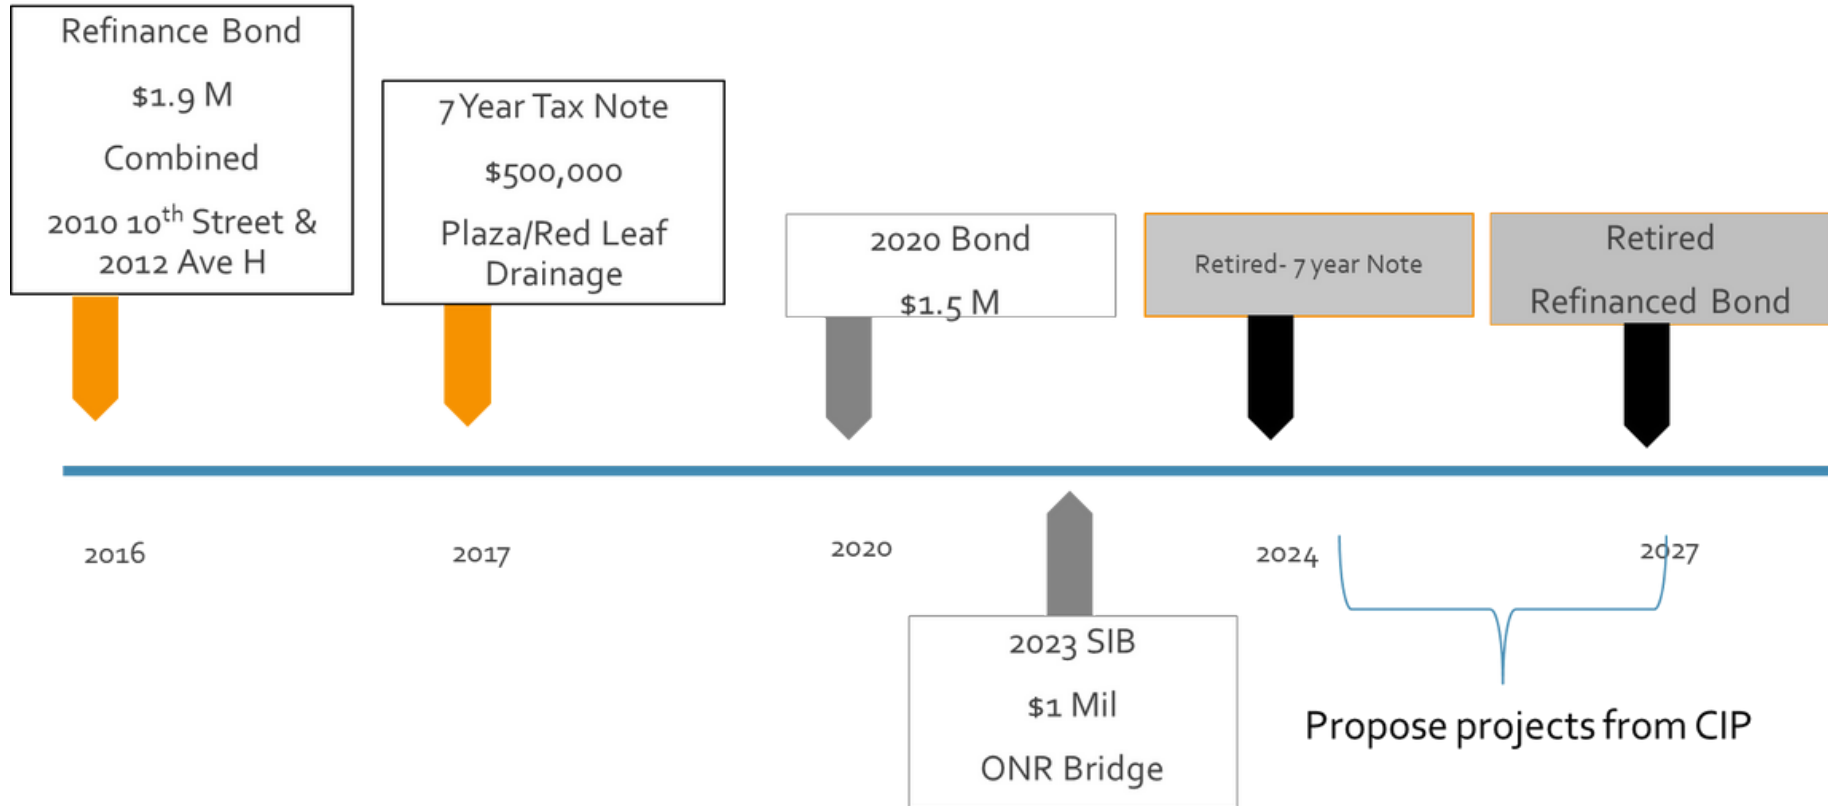 Refinance Bond
$1.9 M
Combined
2010 10th Street &
2012 Ave H
7 Year Tax Note
$500,000
Plaza/Red Leaf
Drainage
2020 Bond
$1.5 M
Retired- 7 year Note
Retired
Refinanced Bond
2016
2017
2020
2024
2027
2023 SIB
$1 Mil
ONR Bridge
Propose projects from CIP